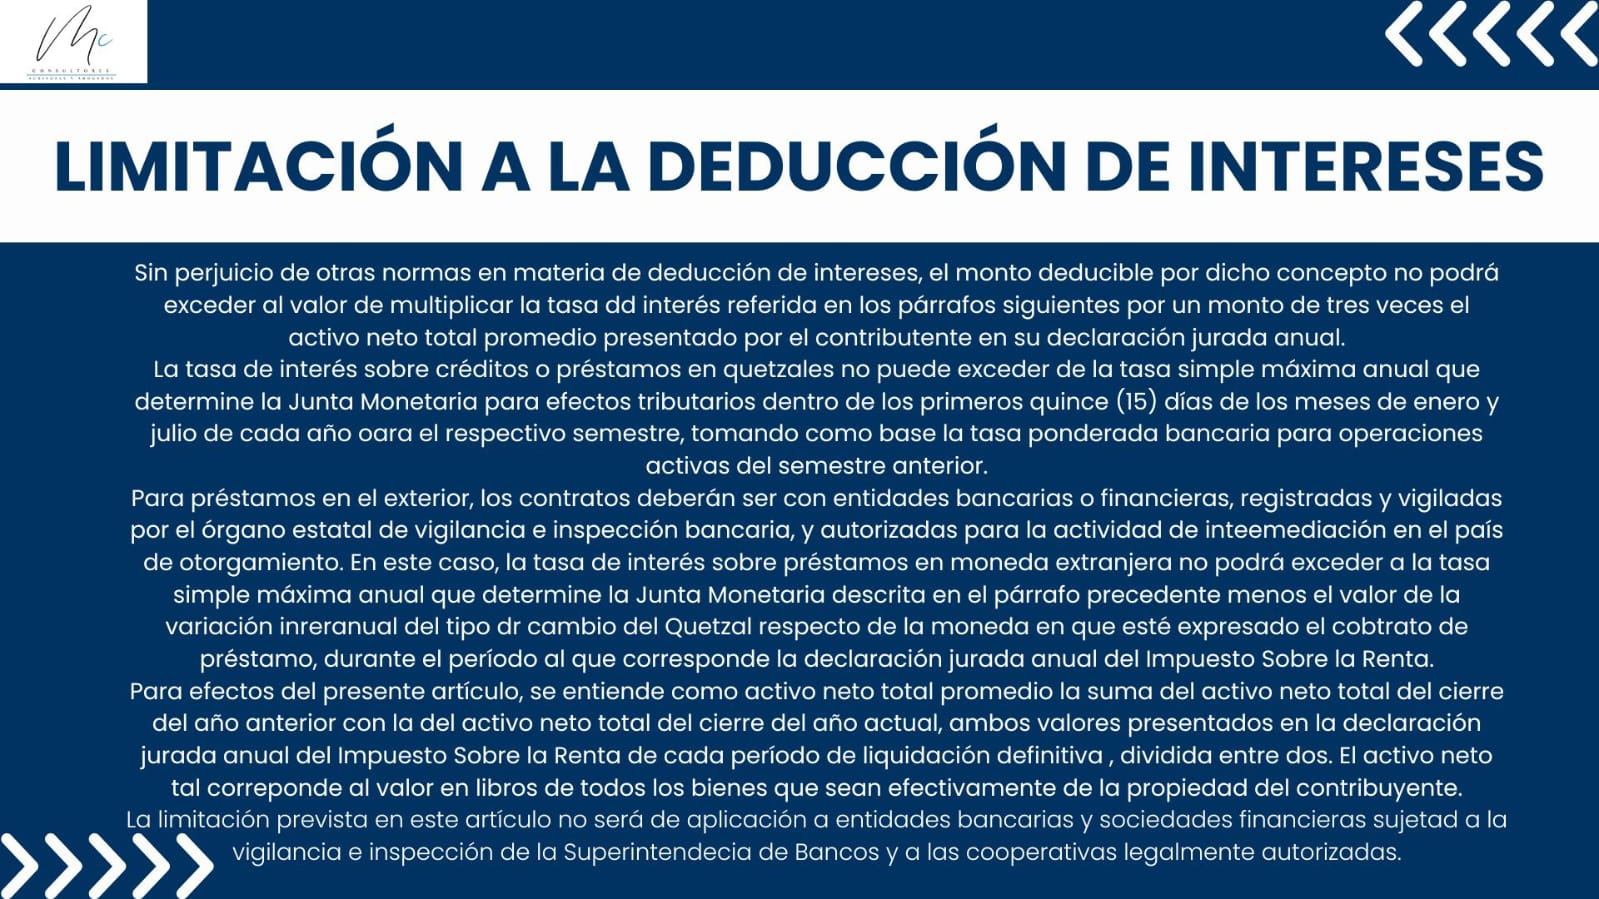 Mc
CONSULTORES
AUDITORES Y ABOGADOS
LIMITACIÓN A LA DEDUCCIÓN DE INTERESES
Sin perjuicio de otras normas en materia de deducción de intereses, el monto deducible por dicho concepto no podrá
exceder al valor de multiplicar la tasa dd interés referida en los párrafos siguientes por un monto de tres veces el
activo neto total promedio presentado por el contributente en su declaración jurada anual.
La tasa de interés sobre créditos o préstamos en quetzales no puede exceder de la tasa simple máxima anual que
determine la Junta Monetaria para efectos tributarios dentro de los primeros quince (15) días de los meses de enero y
julio de cada año oara el respectivo semestre, tomando como base la tasa ponderada bancaria para operaciones
activas del semestre anterior.
Para préstamos en el exterior, los contratos deberán ser con entidades bancarias o financieras, registradas y vigiladas
por el órgano estatal de vigilancia e inspección bancaria, y autorizadas para la actividad de inteemediación en el país
de otorgamiento. En este caso, la tasa de interés sobre préstamos en moneda extranjera no podrá exceder a la tasa
simple máxima anual que determine la Junta Monetaria descrita en el párrafo precedente menos el valor de la
variación inreranual del tipo dr cambio del Quetzal respecto de la moneda en que esté expresado el cobtrato de
préstamo, durante el período al que corresponde la declaración jurada anual del Impuesto Sobre la Renta.
Para efectos del presente artículo, se entiende como activo neto total promedio la suma del activo neto total del cierre
del año anterior con la del activo neto total del cierre del año actual, ambos valores presentados en la declaración
jurada anual del Impuesto Sobre la Renta de cada período de liquidación definitiva , dividida entre dos. El activo neto
tal correponde al valor en libros de todos los bienes que sean efectivamente de la propiedad del contribuyente.
La limitación prevista en este artículo no será de aplicación a entidades bancarias y sociedades financieras sujetad a la
vigilancia e inspección de la Superintendecia de Bancos y a las cooperativas legalmente autorizadas.